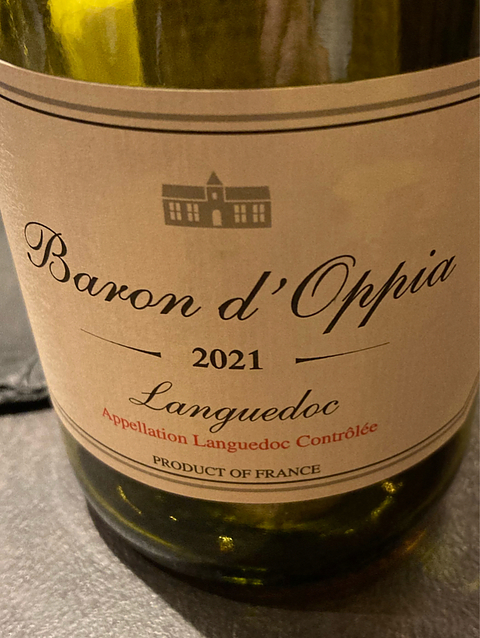 Baron d'Oppia
2021
Languedoc
Appellation Languedoc Contrôlée
PRODUCT OF FRANCE